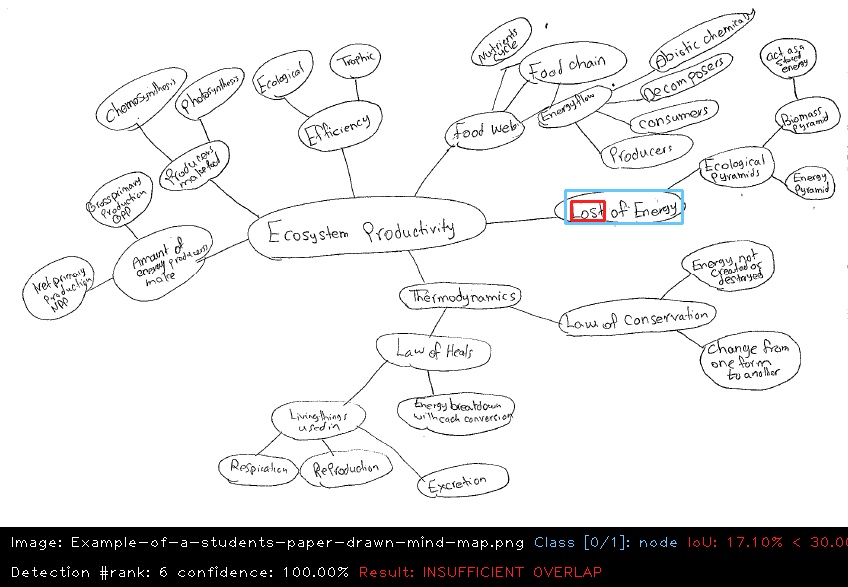 Nutrients
cycle
Food chain
Abiotic chemicals
Decomposers
consumers
Producers
Energy flow
Food web
act as a
stored
energy
Biomass
pyramid
Ecological
Pyramids
Energy
Pyramid
Chemosynthesis
Photosynthesis
Producers
make food
Ecological
Trophic
Efficiency
Gross primary
Production
GPP
Amount of
energy producers
make
Net primary
production
NPP
Ecosystem Productivity
Lost of Energy
Thermodynamics
Law of Conservation
Energy, not
created or
destroyed
Change from
one form
to another
Law of Heals
Energy breakdown
with each conversion
Living things
used in
Respiration
Reproduction
Excretion
Image: Example-of-a-students-paper-drawn-mind-map.png Class [0/1]: node IoU: 17.10% < 30.0
Detection #rank: 6 confidence: 100.00% Result: INSUFFICIENT OVERLAP